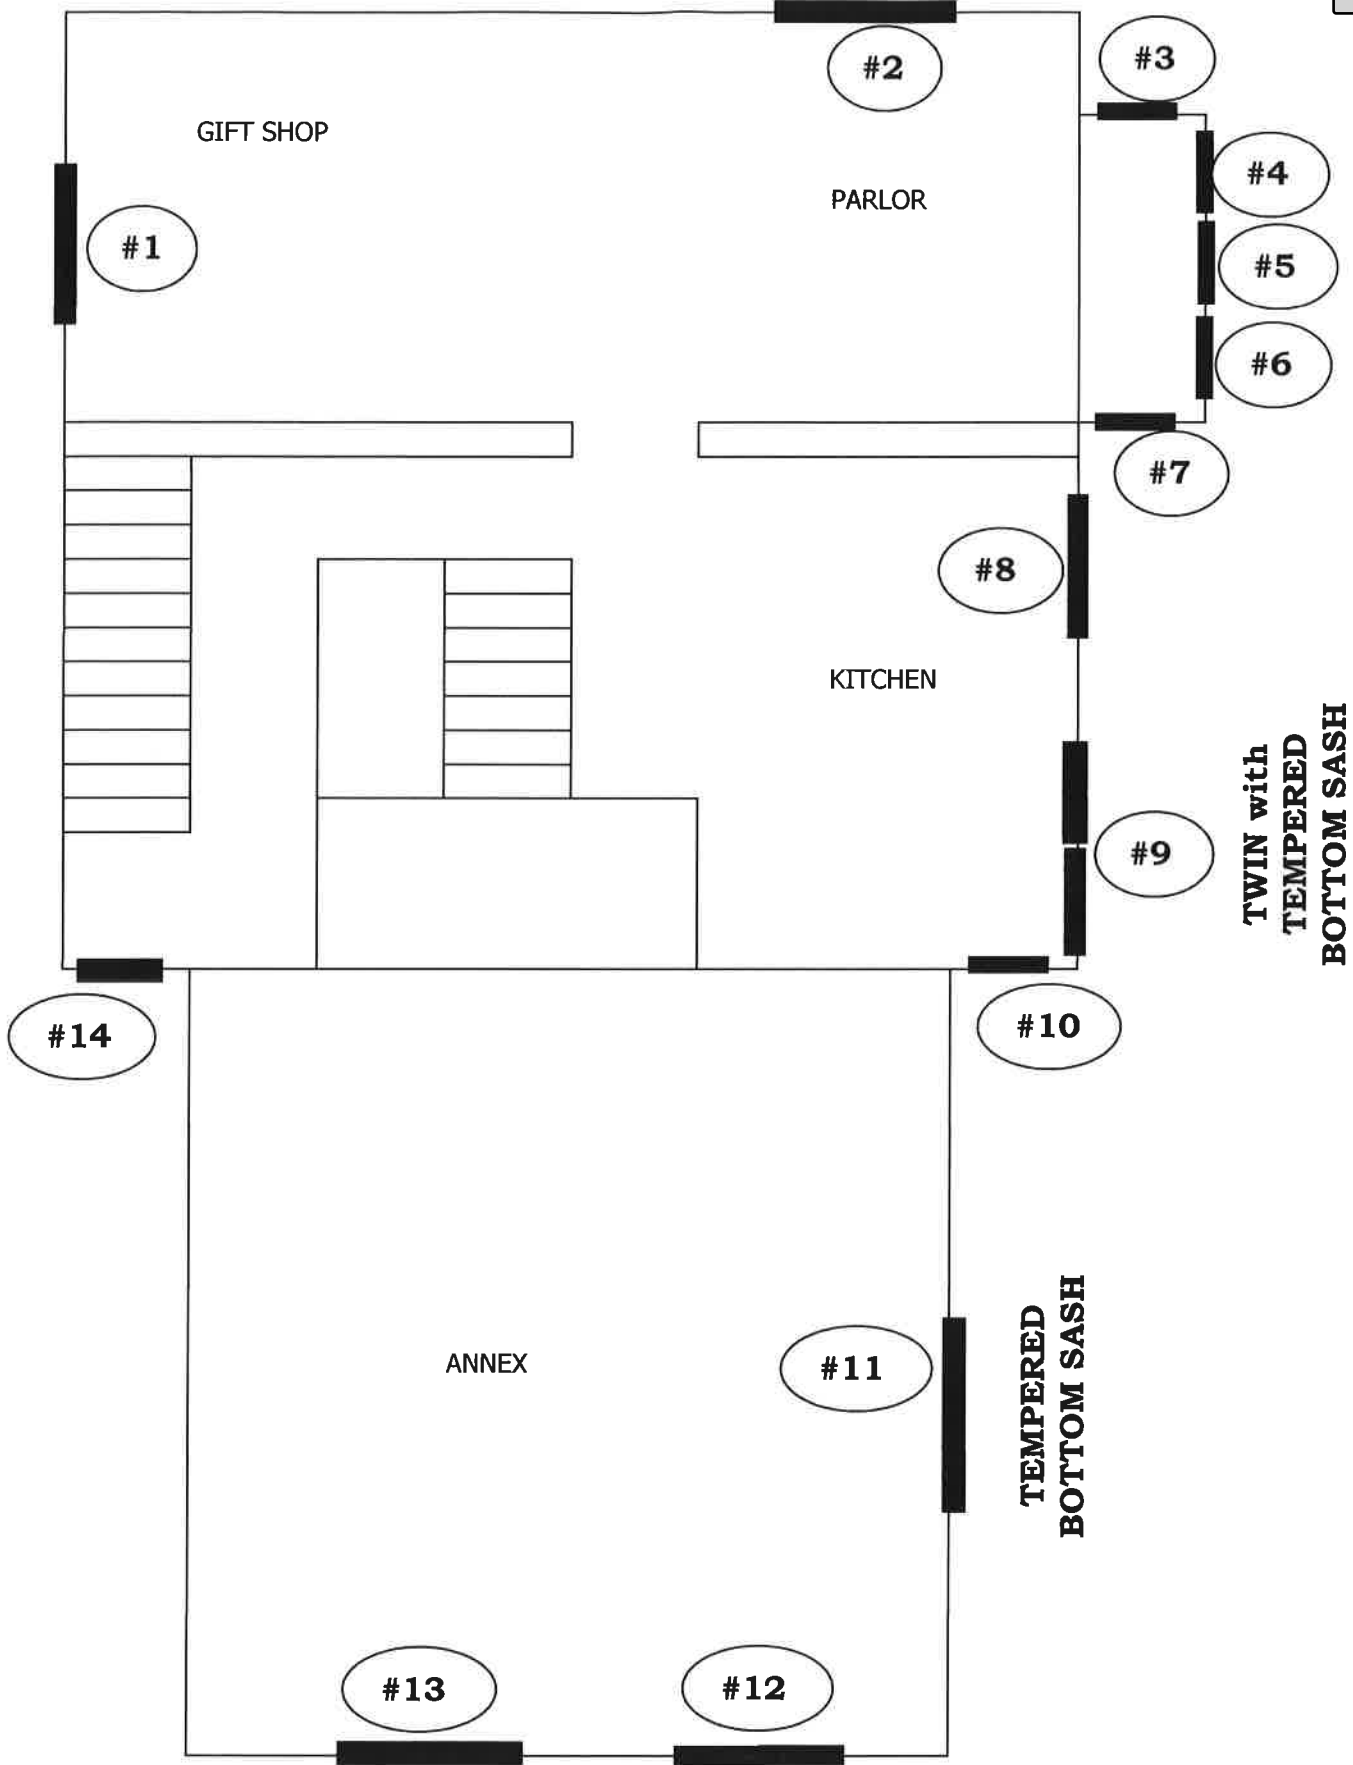 #2
#3
GIFT SHOP
#4
PARLOR
#1
#5
#6
#7
#8
KITCHEN
TWIN with
TEMPERED
BOTTOM SASH
#9
#14
#10
ANNEX
#11
TEMPERED
BOTTOM SASH
#13
#12